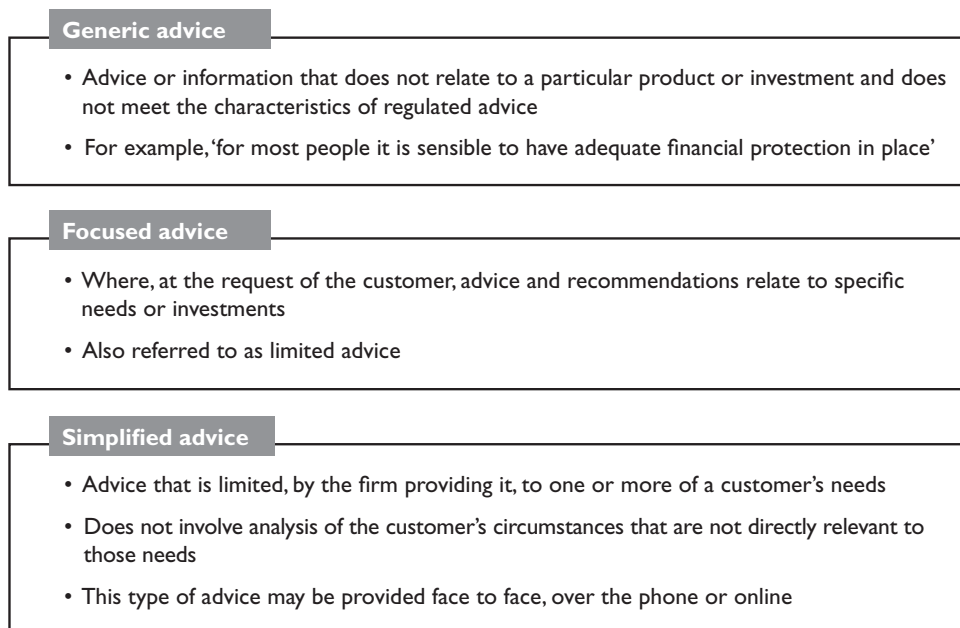 Generic advice
• Advice or information that does not relate to a particular product or investment and does
not meet the characteristics of regulated advice
• For example, ‘for most people it is sensible to have adequate financial protection in place’
Focused advice
• Where, at the request of the customer, advice and recommendations relate to specific
needs or investments
• Also referred to as limited advice
Simplified advice
• Advice that is limited, by the firm providing it, to one or more of a customer’s needs
• Does not involve analysis of the customer’s circumstances that are not directly relevant to
those needs
• This type of advice may be provided face to face, over the phone or online